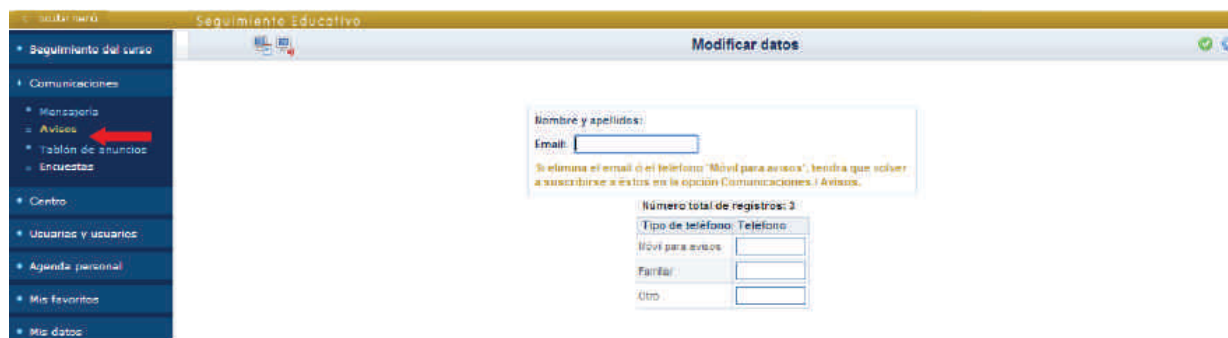 ocultar menú
Seguimiento Educativo
Seguimiento del curso
Modificar datos
Comunicaciones
Mensajería
Avisos
Tablón de anuncios
Encuestas
Centro
Usuarias y usuarios
Agenda personal
Mis favoritos
Mis datos
Nombre y apellidos:
Email:
Si elimina el email o el teléfono "Móvil para avisos", tendra que volver
a suscribirse a éstos en la opción Comunicaciones / Avisos.
Número total de registros: 3
Tipo de teléfono Teléfono
Móvil para avisos
Familiar
Otro